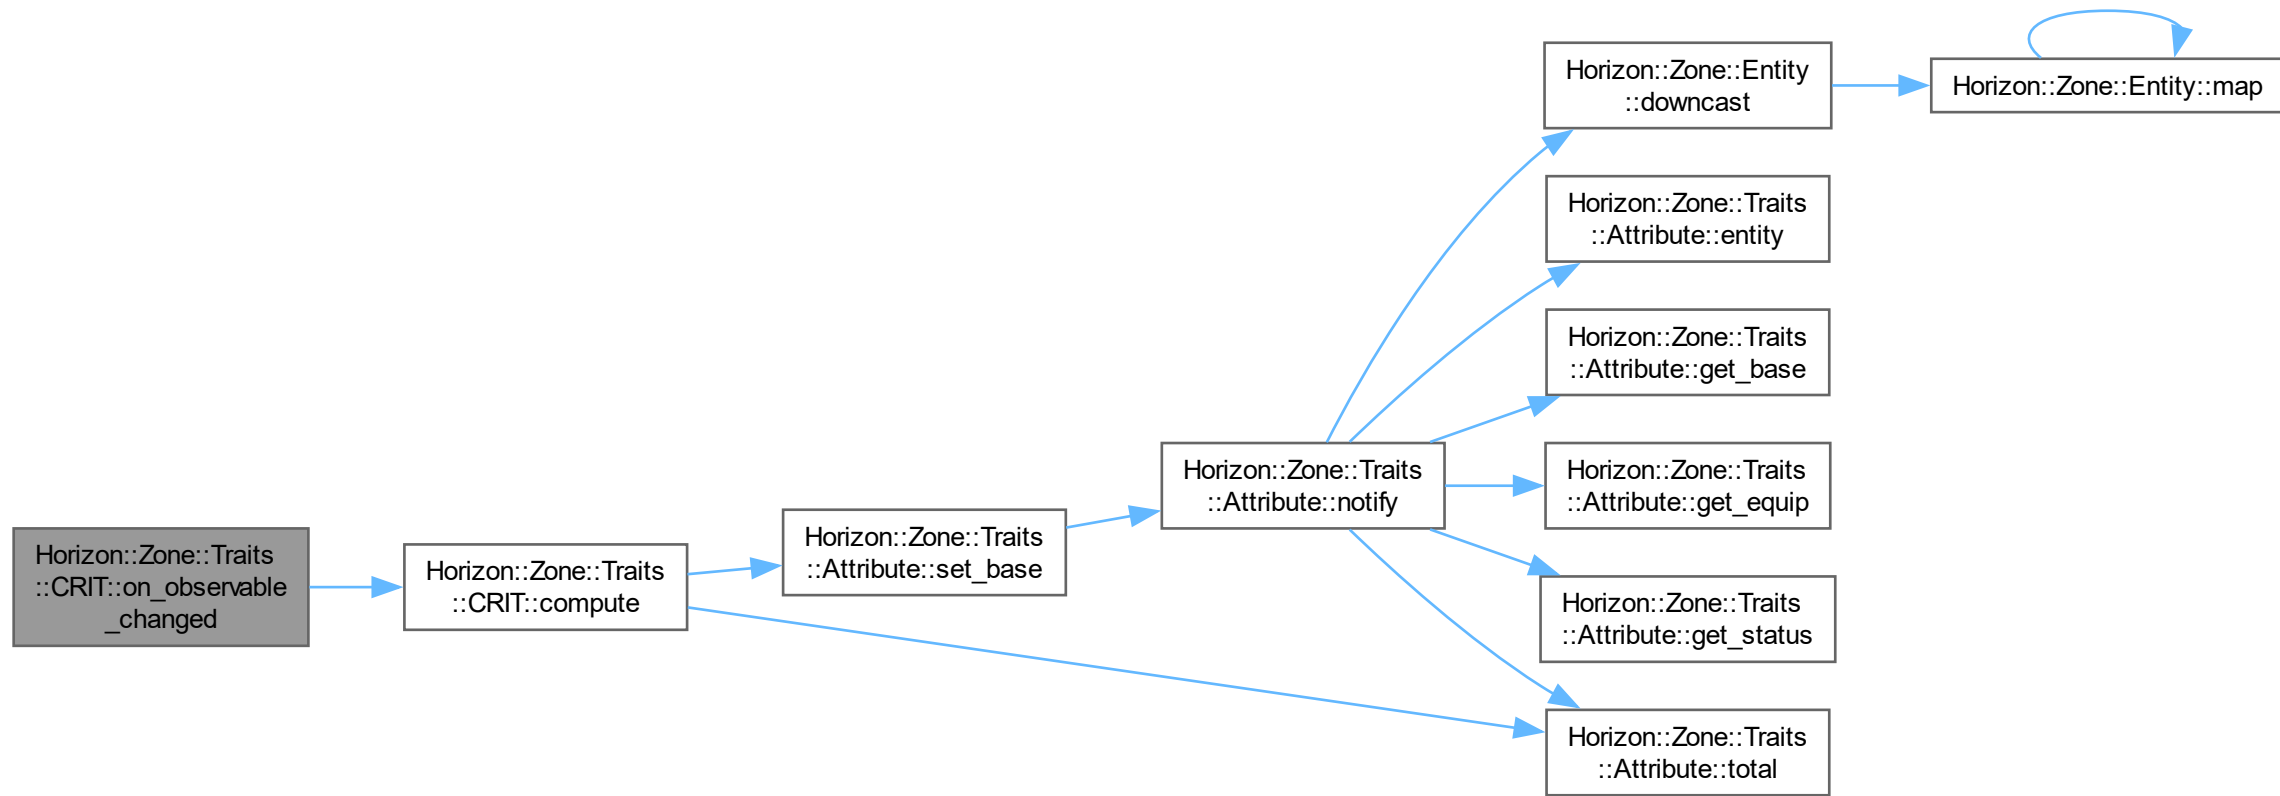 Horizon::Zone::Traits
::CRIT::on_observable
_changed
Horizon::Zone::Traits
::CRIT::compute
Horizon::Zone::Traits
::Attribute::set_base
Horizon::Zone::Traits
::Attribute::notify
Horizon::Zone::Entity
::downcast
Horizon::Zone::Entity::map
Horizon::Zone::Traits
::Attribute::entity
Horizon::Zone::Traits
::Attribute::get_base
Horizon::Zone::Traits
::Attribute::get_equip
Horizon::Zone::Traits
::Attribute::get_status
Horizon::Zone::Traits
::Attribute::total